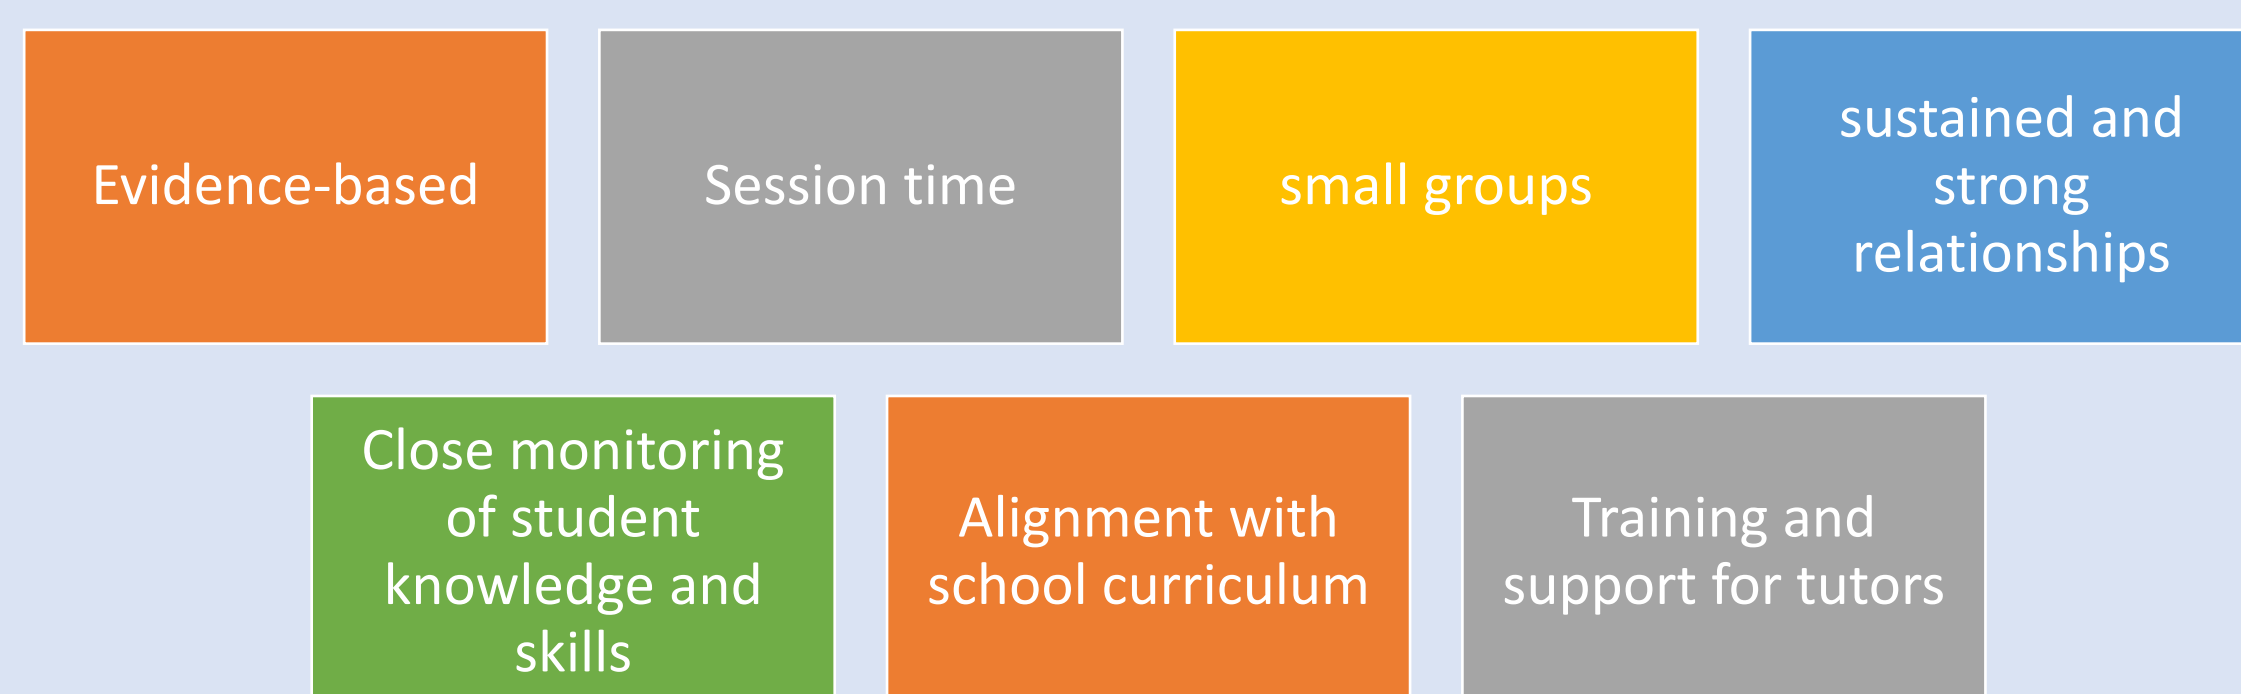 Evidence-based
Session time
small groups
sustained and
strong
relationships
Close monitoring
of student
knowledge and
skills
Alignment with
school curriculum
Training and
support for tutors